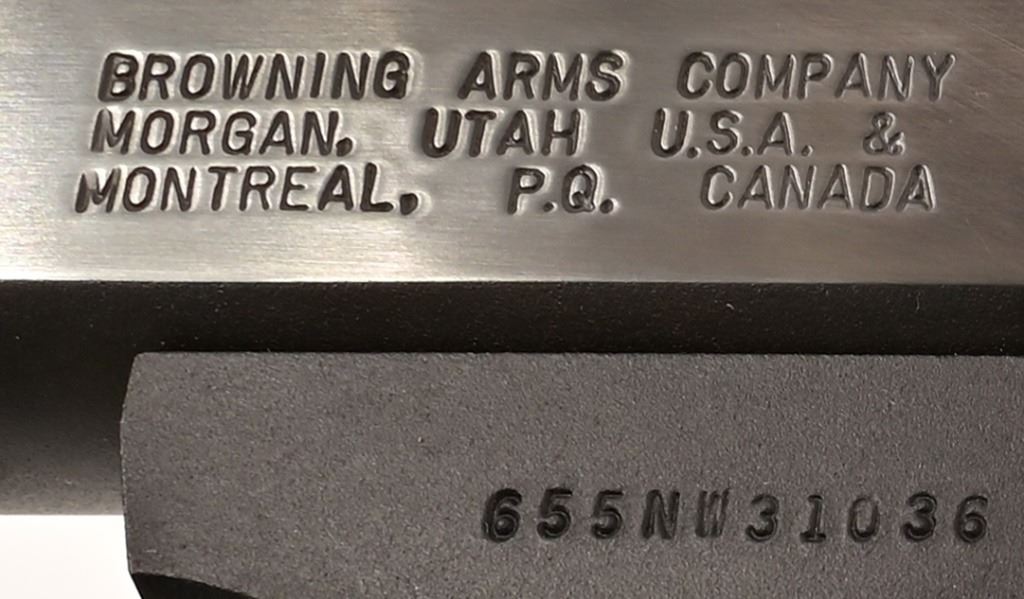 BROWNING ARMS COMPANY
MORGAN, UTAH U.S.A. &
MONTREAL, P.Q. CANADA
655NW31036